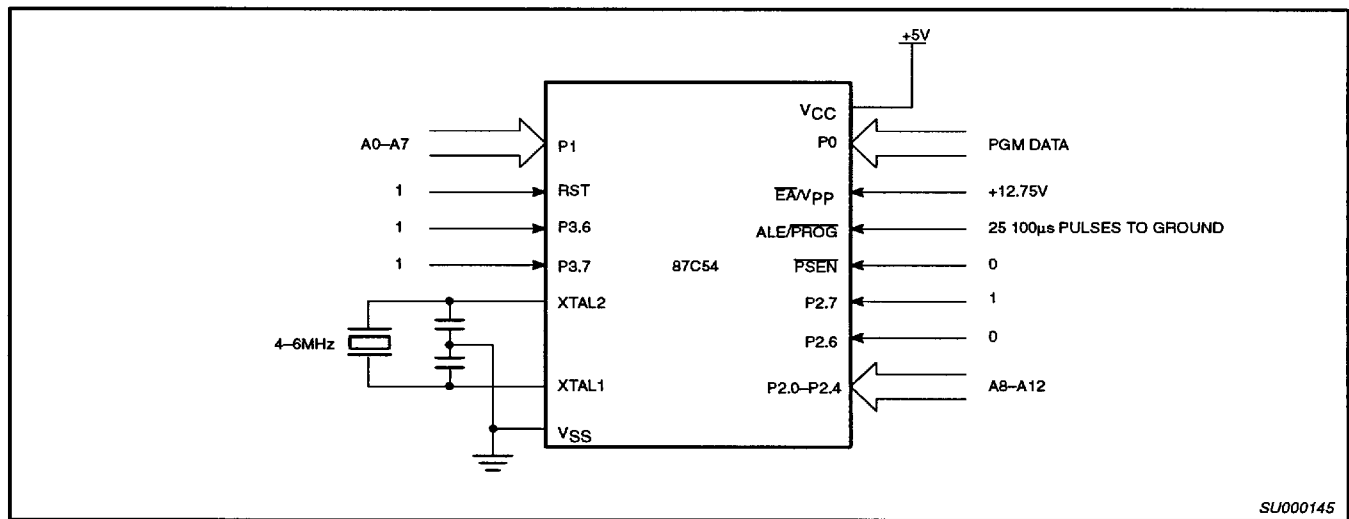 +5V
VCC
A0–A7
P1
P0
PGM DATA
1
RST
EA/VPP
+12.75V
1
P3.6
ALE/PROG
25 100µs PULSES TO GROUND
1
P3.7
87C54
PSEN
0
XTAL2
P2.7
1
4–6MHz
P2.6
0
XTAL1
P2.0–P2.4
A8–A12
VSS
SU000145